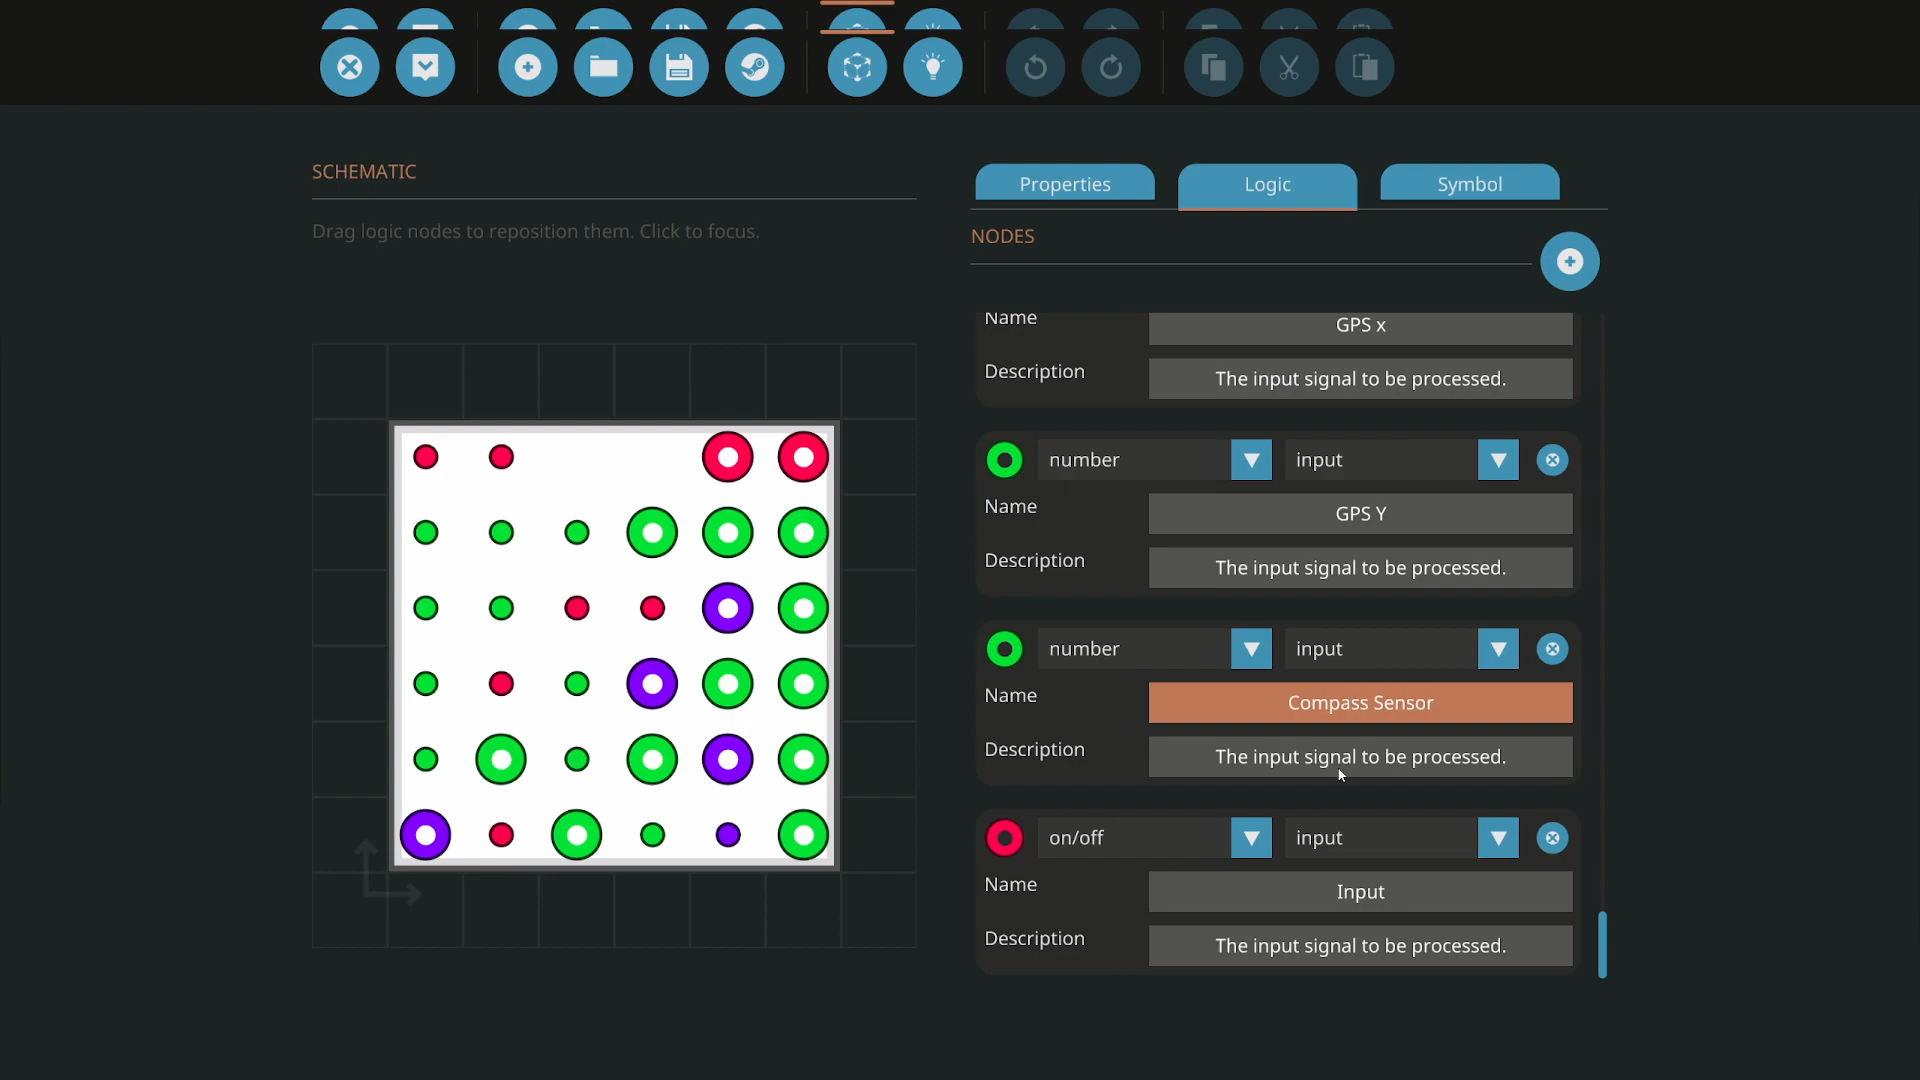 SCHEMATIC
Drag logic nodes to reposition them. Click to focus.
Properties
Logic
Symbol
NODES
Name
GPS x
Description
The input signal to be processed.
number
input
Name
GPS Y
Description
The input signal to be processed.
number
input
Name
Compass Sensor
Description
The input signal to be processed.
on/off
input
Name
Input
Description
The input signal to be processed.